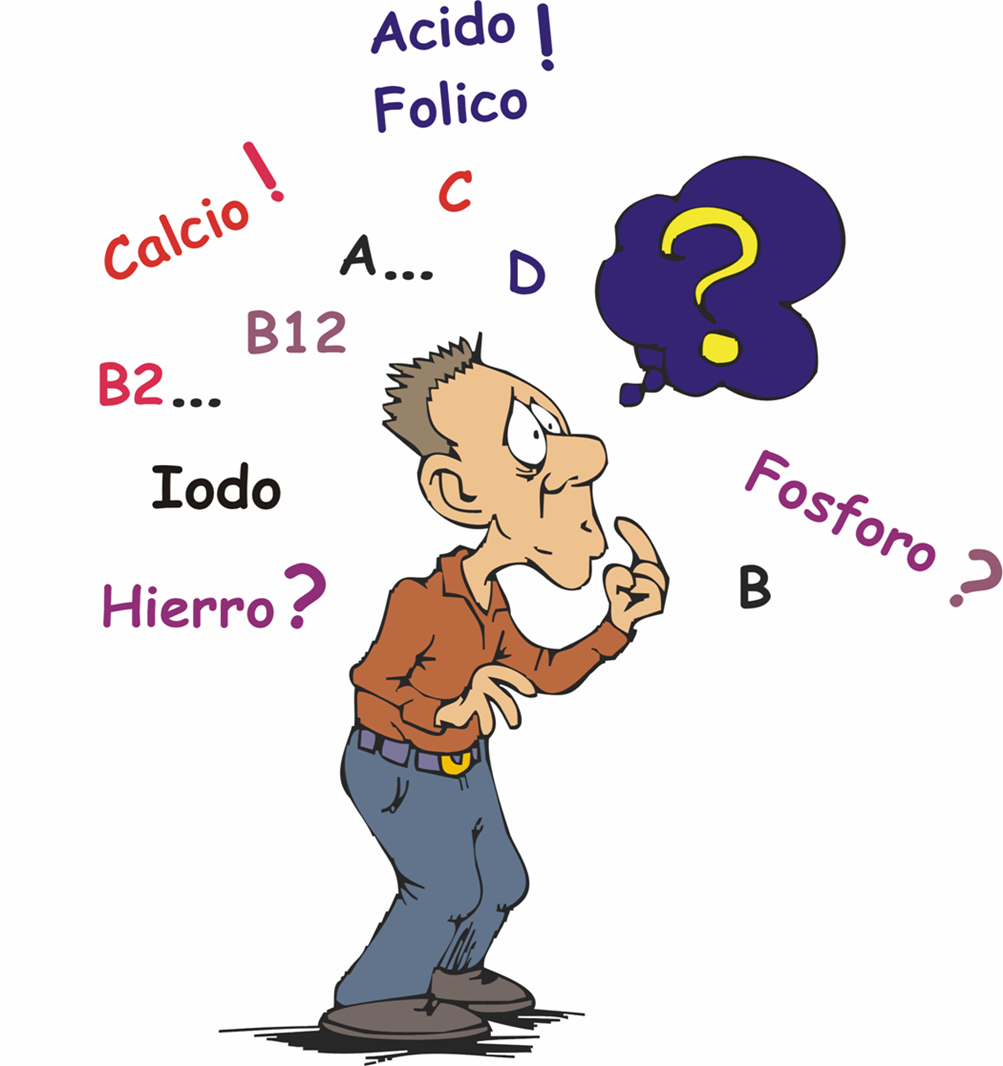 Acido!
Folico
Calcio!
C
A...
D
?
B12
B2...
Iodo
Fosforo?
B
Hierro?